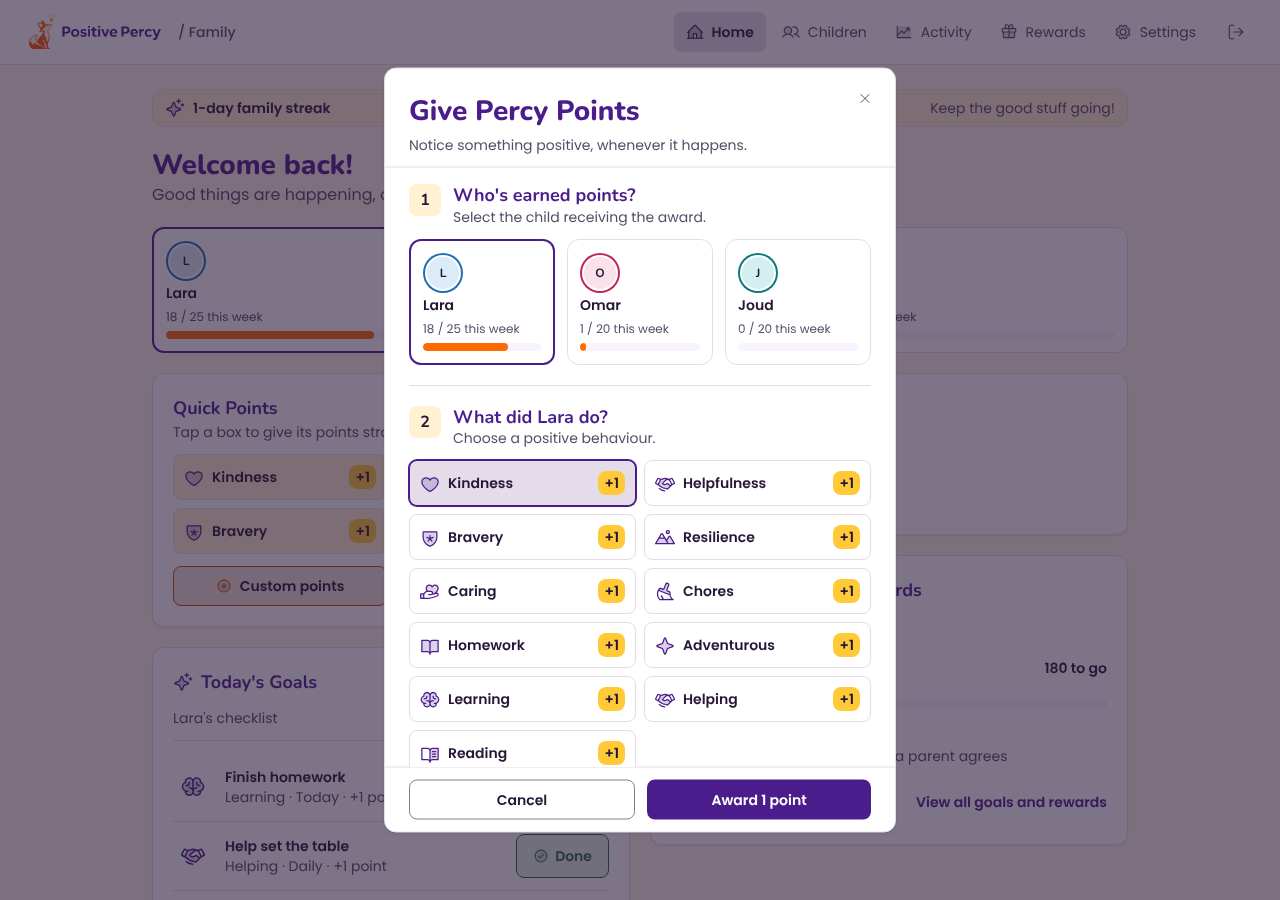 Positive Percy / Family
Home
Children
Activity
Rewards
Settings
1-day family streak
Keep the good stuff going!
Welcome back!
Good things are happening,
L
Lara
18 / 25 this week
Quick Points
Tap a box to give its points
Kindness +1
Bravery +1
Custom points
Today's Goals
Lara's checklist
Finish homework
Learning · Today · +1
Help set the table
Helping · Daily · +1 point
Done
180 to go
a parent agrees
View all goals and rewards
Give Percy Points
Notice something positive, whenever it happens.
1
Who's earned points?
Select the child receiving the award.
L
Lara
18 / 25 this week
O
Omar
1 / 20 this week
J
Joud
0 / 20 this week
2
What did Lara do?
Choose a positive behaviour.
Kindness +1
Helpfulness +1
Bravery +1
Resilience +1
Caring +1
Chores +1
Homework +1
Adventurous +1
Learning +1
Helping +1
Reading +1
Cancel
Award 1 point